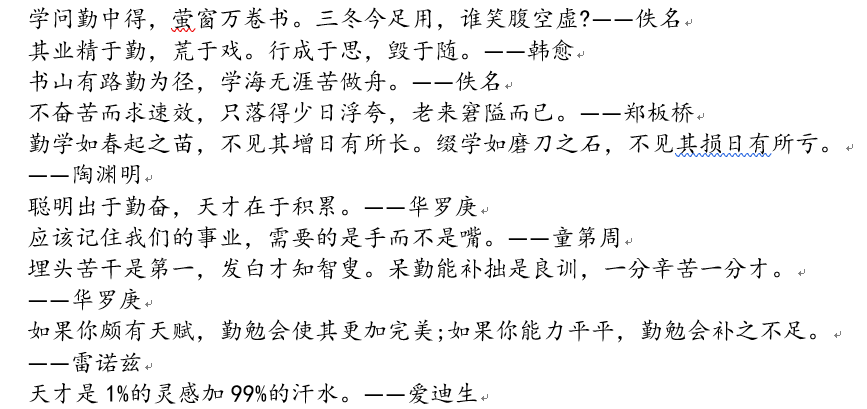 学问勤中得，萤窗万卷书。三冬今足用，谁笑腹空虚?——佚名
其业精于勤，荒于戏。行成于思，毁于随。——韩愈
书山有路勤为径，学海无涯苦做舟。——佚名
不奋苦而求速效，只落得少日浮夸，老来窘隘而已。——郑板桥
勤学如春起之苗，不见其增日有所长。缀学如磨刀之石，不见其损日有所亏。
——陶渊明
聪明出于勤奋，天才在于积累。——华罗庚
应该记住我们的事业，需要的是手而不是嘴。——童第周
埋头苦干是第一，发白才知智叟。呆勤能补拙是良训，一分辛苦一分才。
——华罗庚
如果你颇有天赋，勤勉会使其更加完美;如果你能力平平，勤勉会补之不足。
——雷诺兹
天才是1%的灵感加99%的汗水。——爱迪生